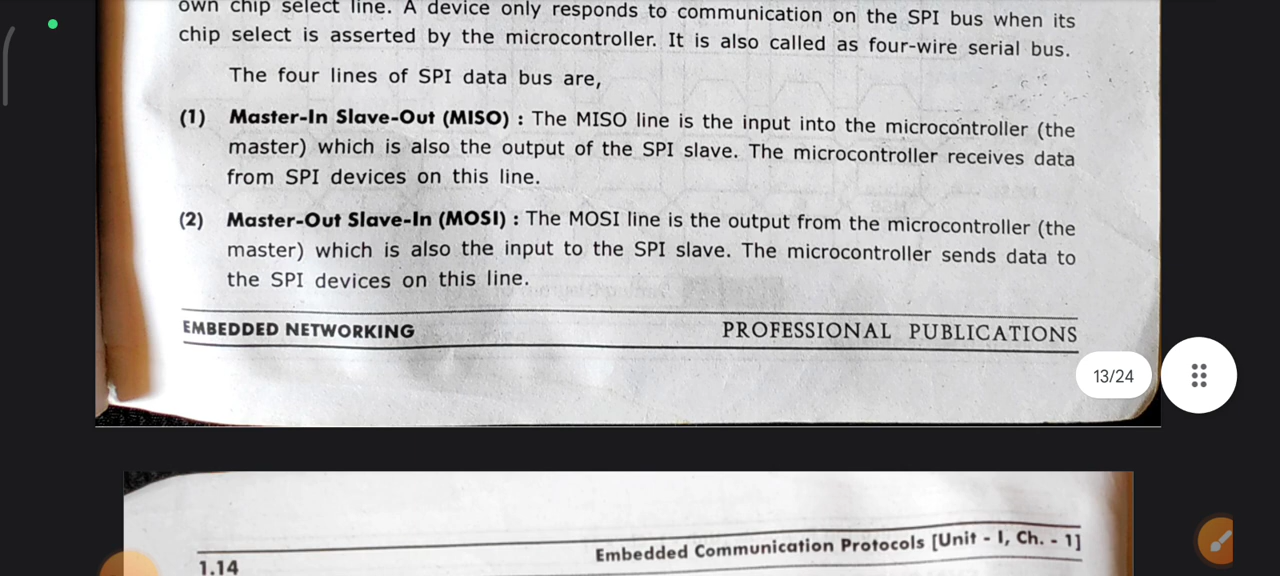 own chip select line. A device only responds to communication on the SPI bus when its
chip select is asserted by the microcontroller. It is also called as four-wire serial bus.
The four lines of SPI data bus are,
(1) Master-In Slave-Out (MISO) : The MISO line is the input into the microcontroller (the
master) which is also the output of the SPI slave. The microcontroller receives data
from SPI devices on this line.
(2) Master-Out Slave-In (MOSI) : The MOSI line is the output from the microcontroller (the
master) which is also the input to the SPI slave. The microcontroller sends data to
the SPI devices on this line.
EMBEDDED NETWORKING PROFESSIONAL PUBLICATIONS
13/24
Embedded Communication Protocols [Unit - I, Ch. - 1]
1.14